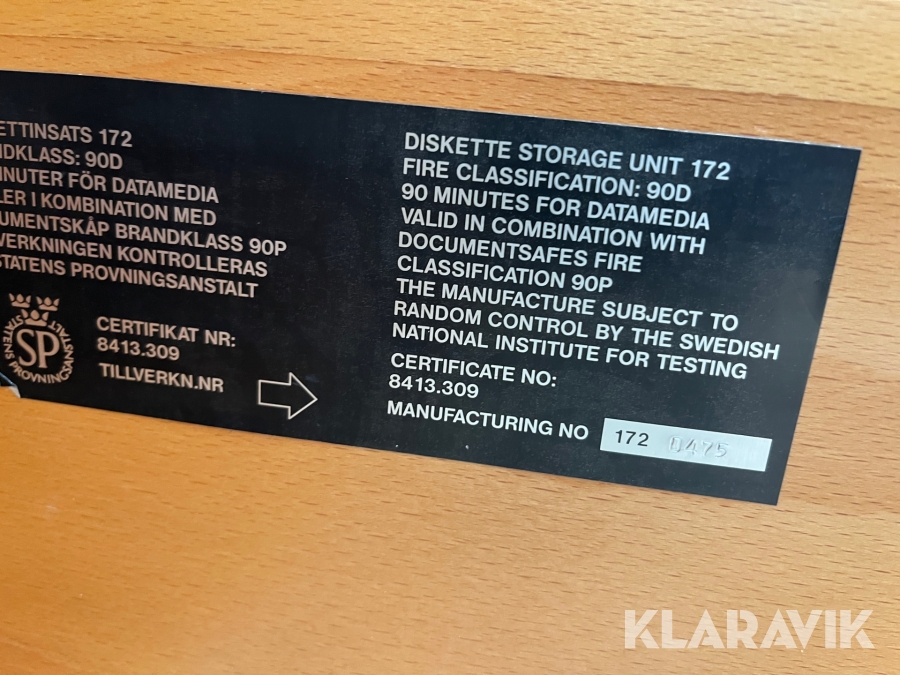 ETTINSATS 172
NDKLASS: 90D
INUTER FÖR DATAMEDIA
LER I KOMBINATION MED
UMENTSKÅP BRANDKLASS 90P
VERKNINGEN KONTROLLERAS
STATENS PROVNINGSANSTALT
STATENS PROVNINGSANSTALT
SP
CERTIFIKAT NR:
8413.309
TILLVERKN.NR
DISKETTE STORAGE UNIT 172
FIRE CLASSIFICATION: 90D
90 MINUTES FOR DATAMEDIA
VALID IN COMBINATION WITH
DOCUMENTSAFES FIRE
CLASSIFICATION 90P
THE MANUFACTURE SUBJECT TO
RANDOM CONTROL BY THE SWEDISH
NATIONAL INSTITUTE FOR TESTING
CERTIFICATE NO:
8413.309
MANUFACTURING NO 172 0475
KLARAVIK